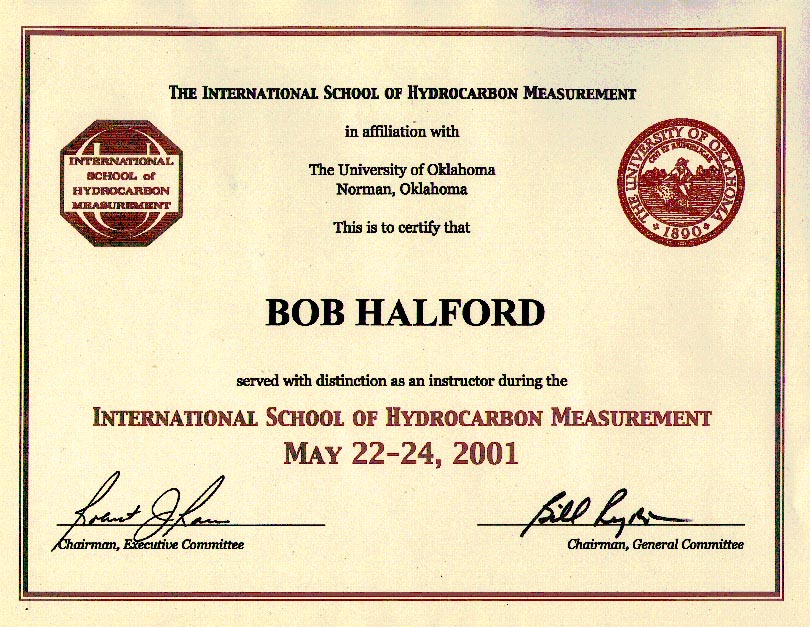 THE INTERNATIONAL SCHOOL OF HYDROCARBON MEASUREMENT
in affiliation with
The University of Oklahoma
Norman, Oklahoma
This is to certify that
INTERNATIONAL
SCHOOL of
HYDROCARBON
MEASUREMENT
THE UNIVERSITY OF OKLAHOMA
1890
BOB HALFORD
served with distinction as an instructor during the
INTERNATIONAL SCHOOL OF HYDROCARBON MEASUREMENT
MAY 22-24, 2001
Bill
Chairman, Executive Committee
Chairman, General Committee